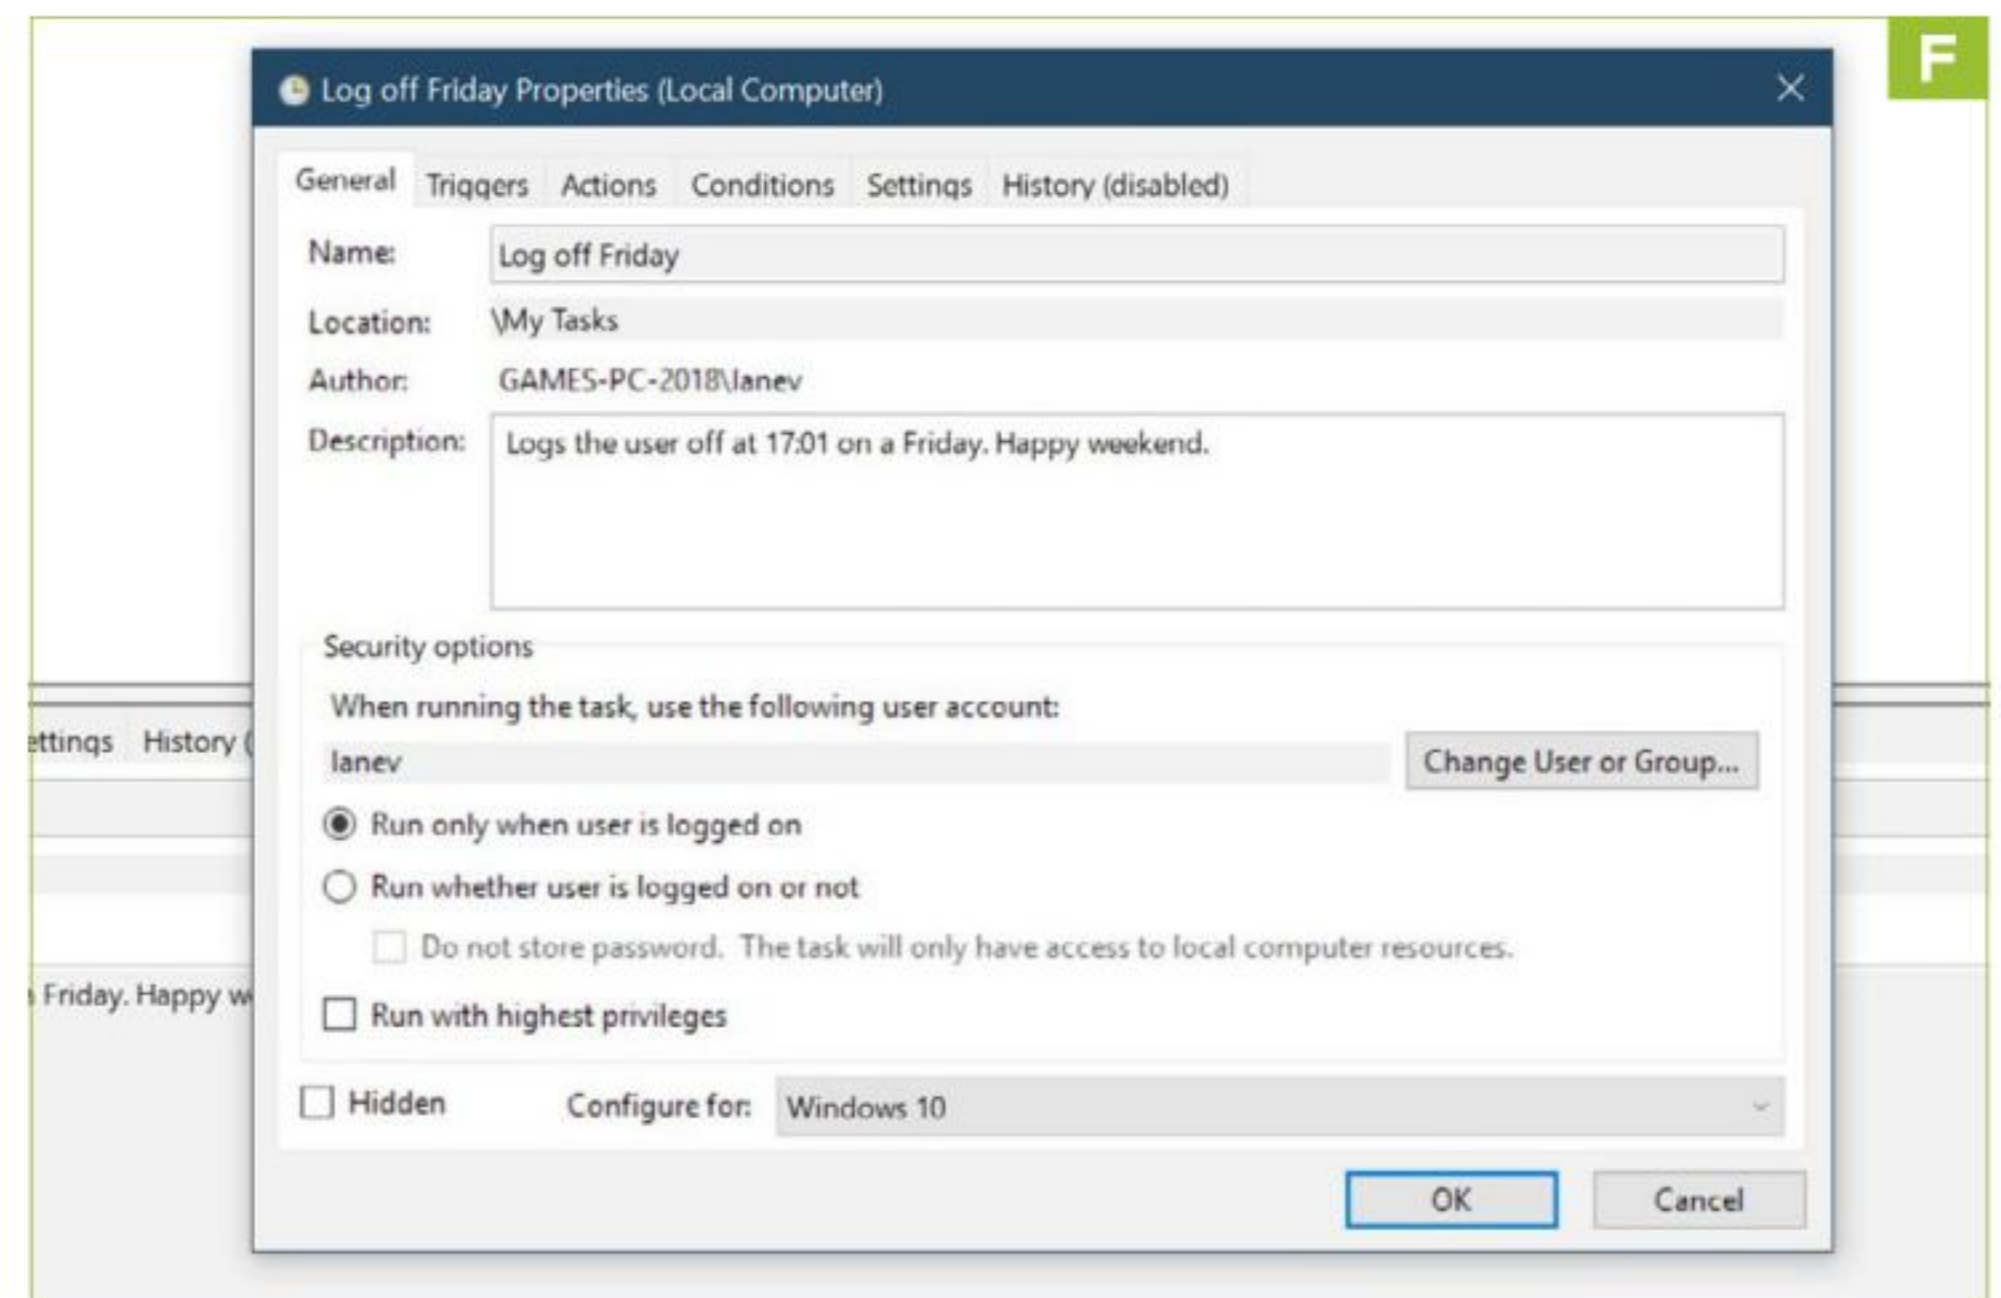 F
Log off Friday Properties (Local Computer)
General Triggers Actions Conditions Settings History (disabled)
Name: Log off Friday
Location: \My Tasks
Author: GAMES-PC-2018\lanev
Description: Logs the user off at 17:01 on a Friday. Happy weekend.
Security options
When running the task, use the following user account:
lanev
Change User or Group...
Run only when user is logged on
Run whether user is logged on or not
Do not store password. The task will only have access to local computer resources.
Run with highest privileges
Hidden Configure for: Windows 10
OK Cancel
ettings History (
Friday. Happy w